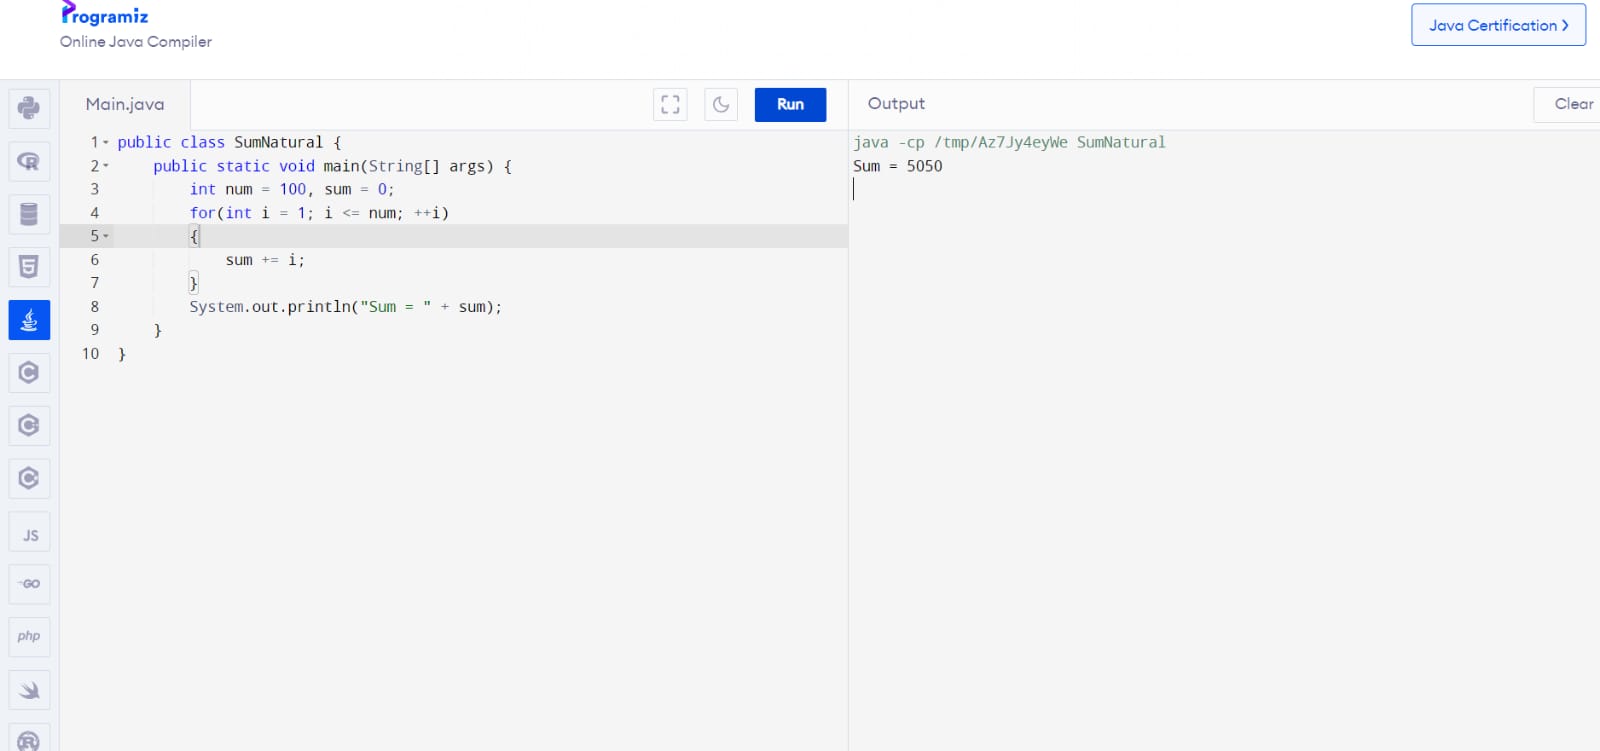 Programiz
Online Java Compiler
Java Certification >
Main.java
Run
Output
Clear
1 public class SumNatural {
2     public static void main(String[] args) {
3         int num = 100, sum = 0;
4         for(int i = 1; i <= num; ++i)
5         {
6             sum += i;
7         }
8         System.out.println("Sum = " + sum);
9     }
10 }
java -cp /tmp/Az7Jy4eyWe SumNatural
Sum = 5050
R
5
C
C
C
JS
GO
php
R